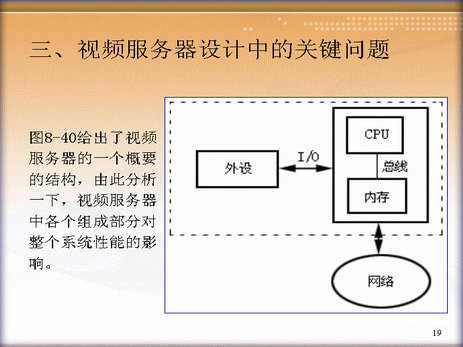 三、视频服务器设计中的关键问题
图8-40给出了视频
服务器的一个概要
的结构，由此分析
一下，视频服务器
中各个组成部分对
整个系统性能的影
响。
CPU
I/O
外设
总线
内存
网络
19